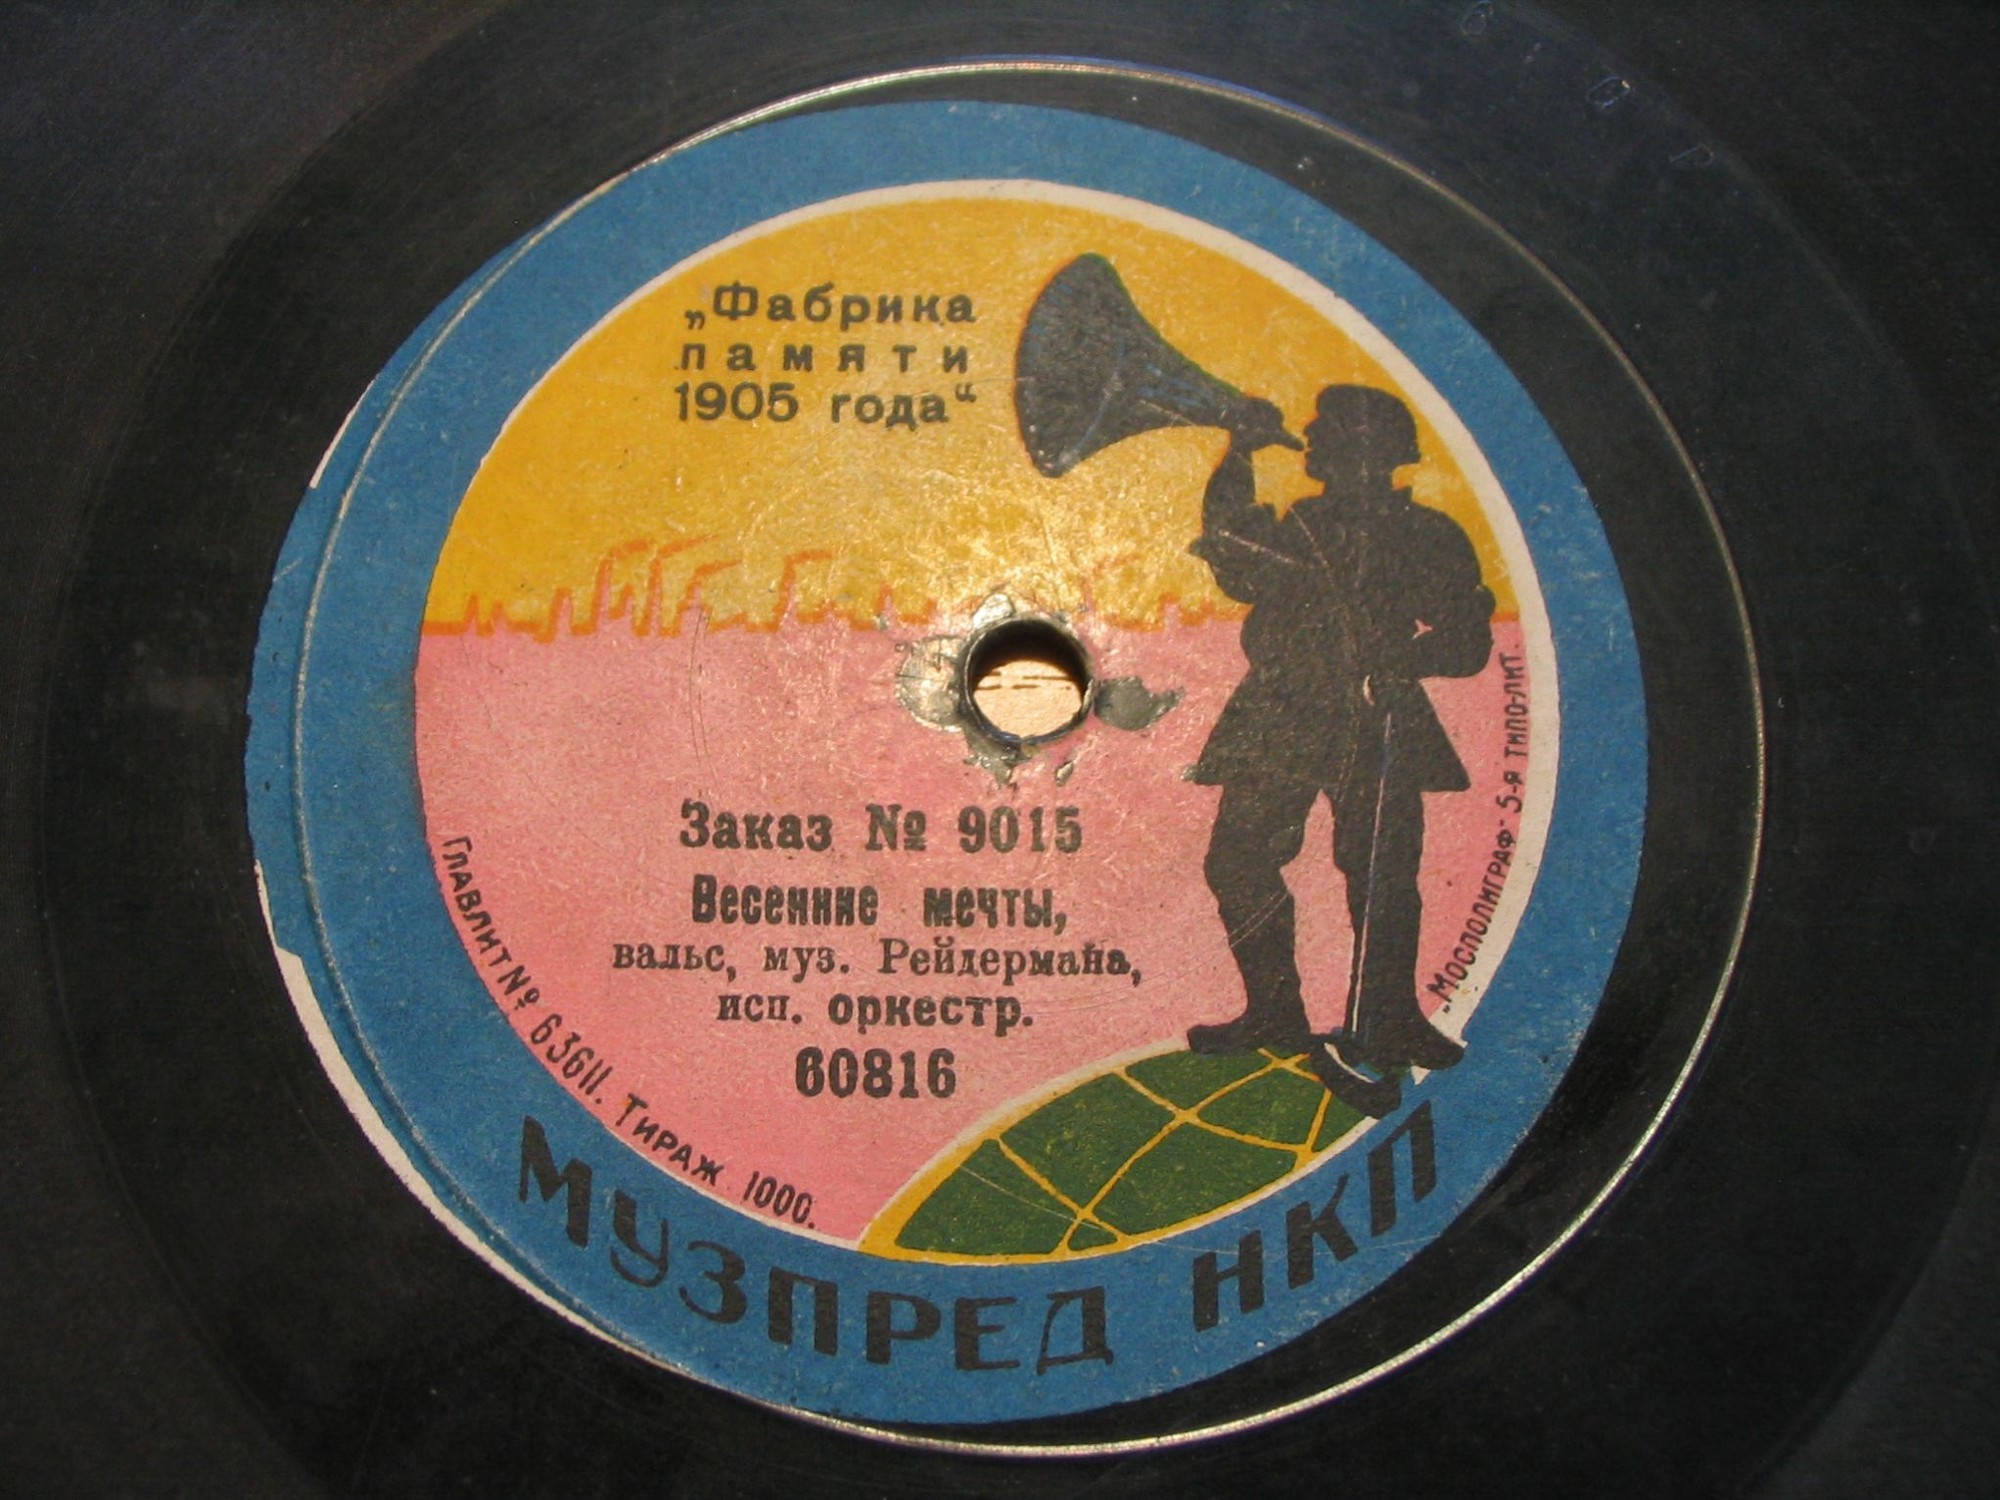 „Фабрика
памяти
1905 года“
Заказ № 9015
Весенние мечты,
вальс, муз. Рейдермана,
исп. оркестр.
60816
Главлит № 63611. Тираж 1000.
„Мосполиграф“ 5-я типо-лит.
МУЗПРЕД НКП